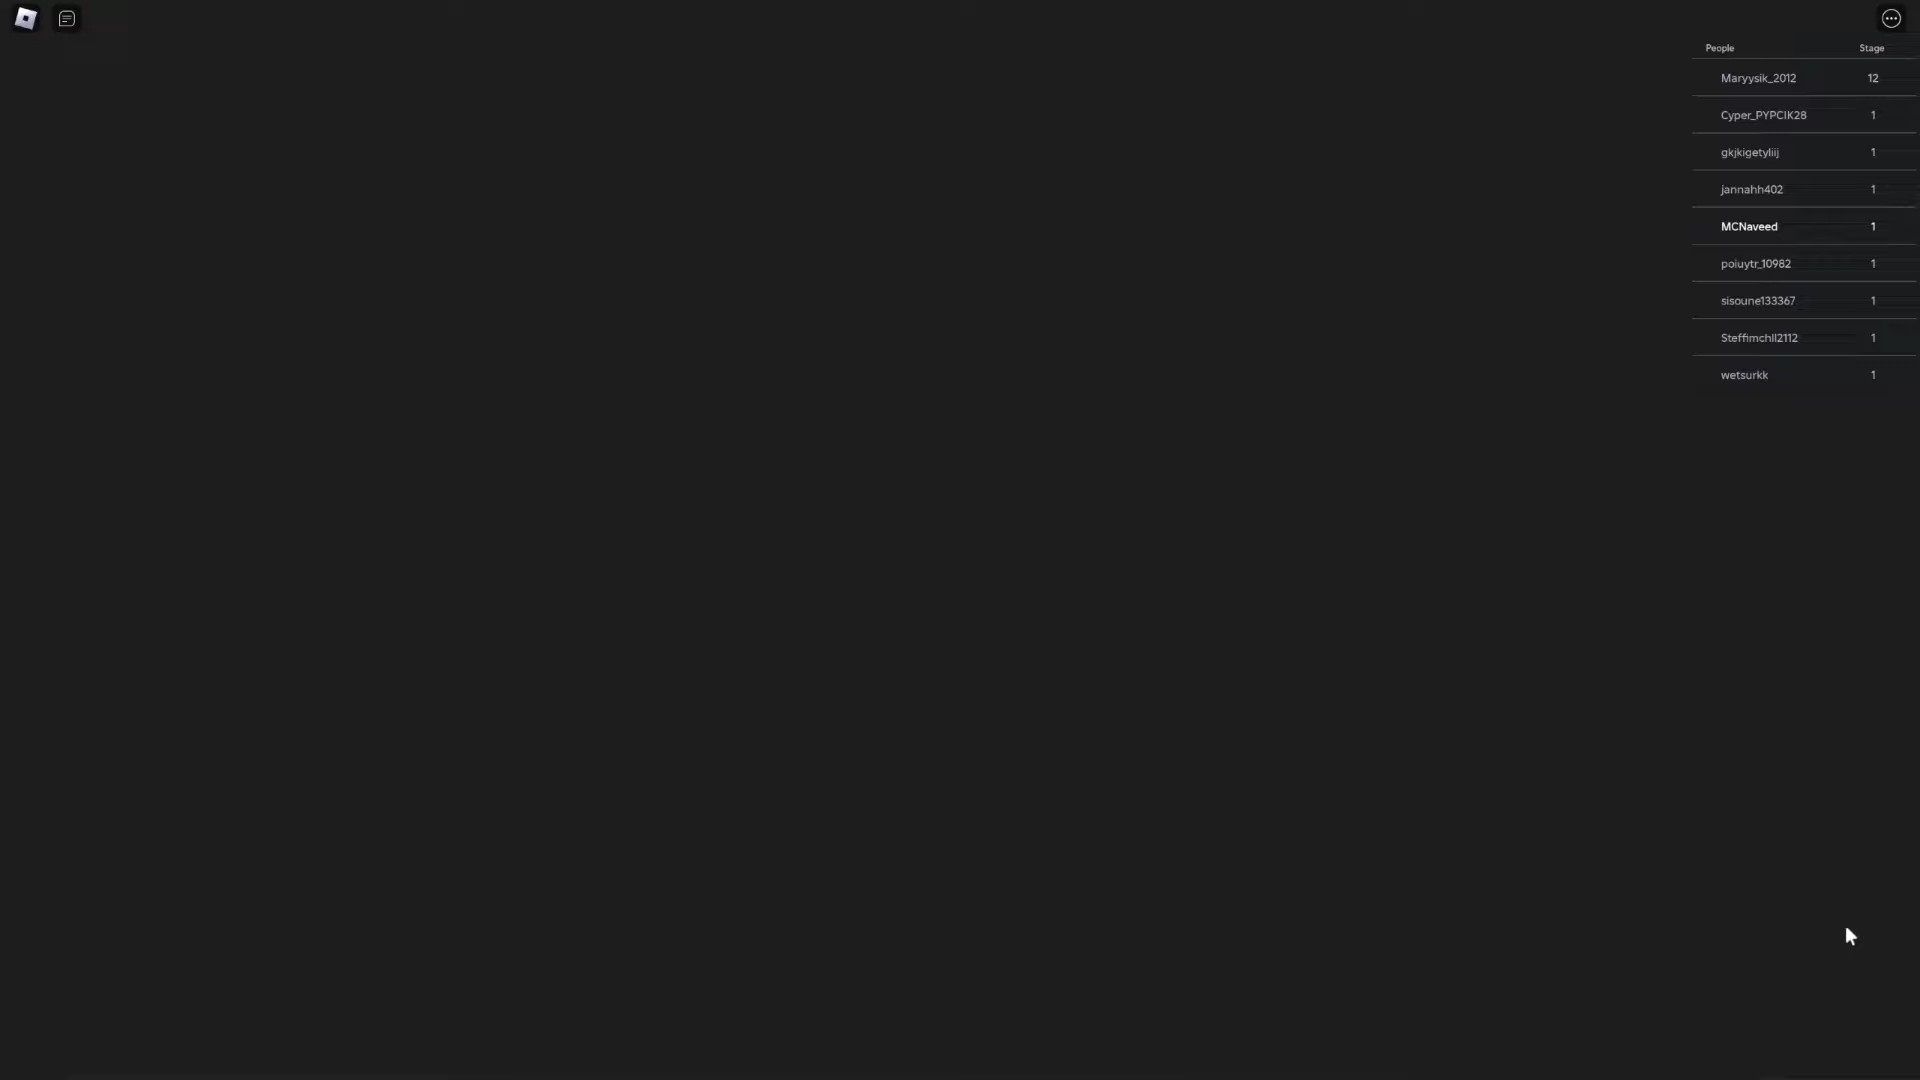 People Stage
Maryysik_2012 12
Cyper_PYPCIK28 1
gkjkigetyliij 1
jannahh402 1
MCNaveed 1
poiuytr_10982 1
sisoune133367 1
Steffimchll2112 1
wetsurkk 1